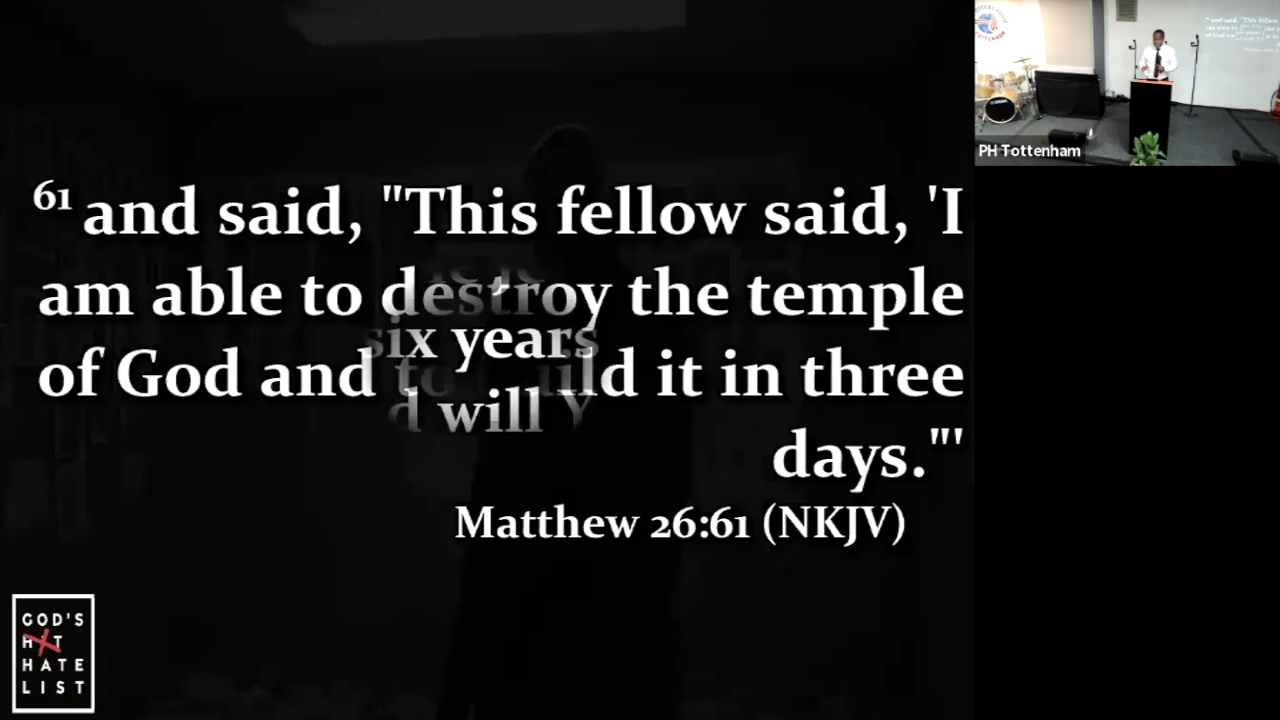 61 and said, "This fellow said, 'I
am able to destroy the temple
of God and to build it in three
days."'
six years
will
Matthew 26:61 (NKJV)
GOD'S
HIT
HATE
LIST
PH Tottenham